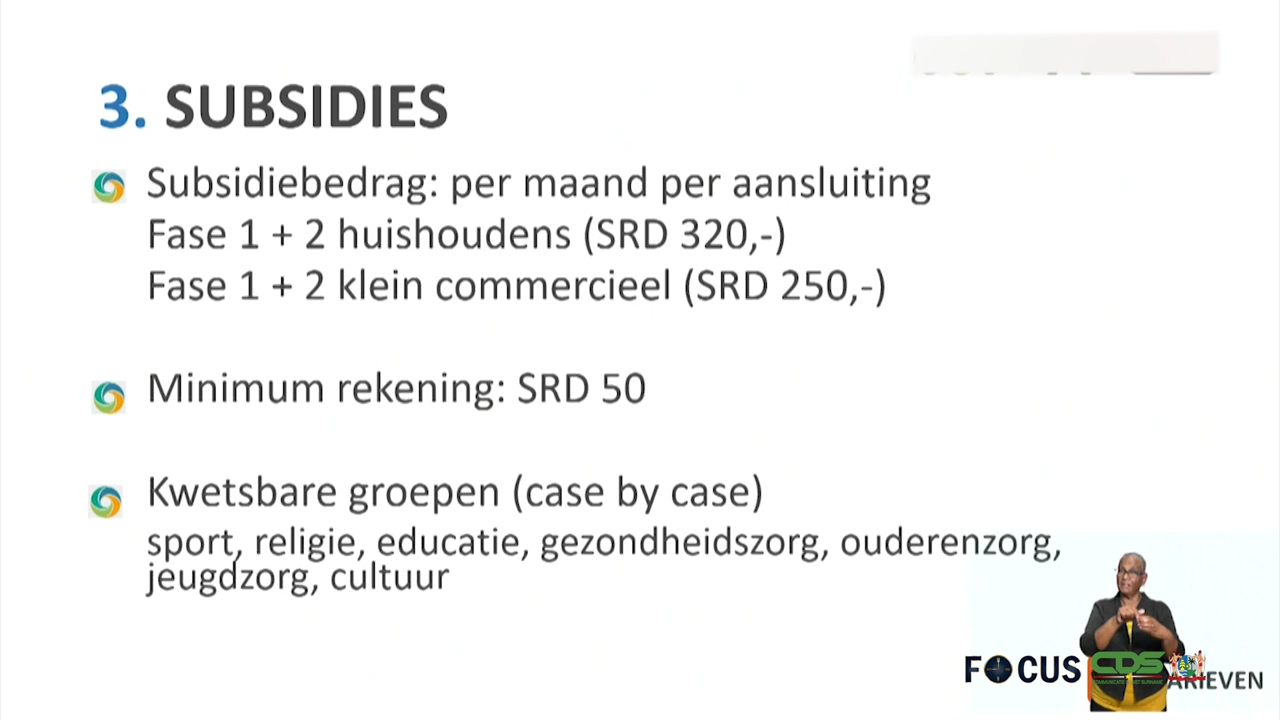 3. SUBSIDIES
Subsidiebedrag: per maand per aansluiting
Fase 1 + 2 huishoudens (SRD 320,-)
Fase 1 + 2 klein commercieel (SRD 250,-)
Minimum rekening: SRD 50
Kwetsbare groepen (case by case)
sport, religie, educatie, gezondheidszorg, ouderenzorg,
jeugdzorg, cultuur
FOCUS
CDS
ARIEVEN